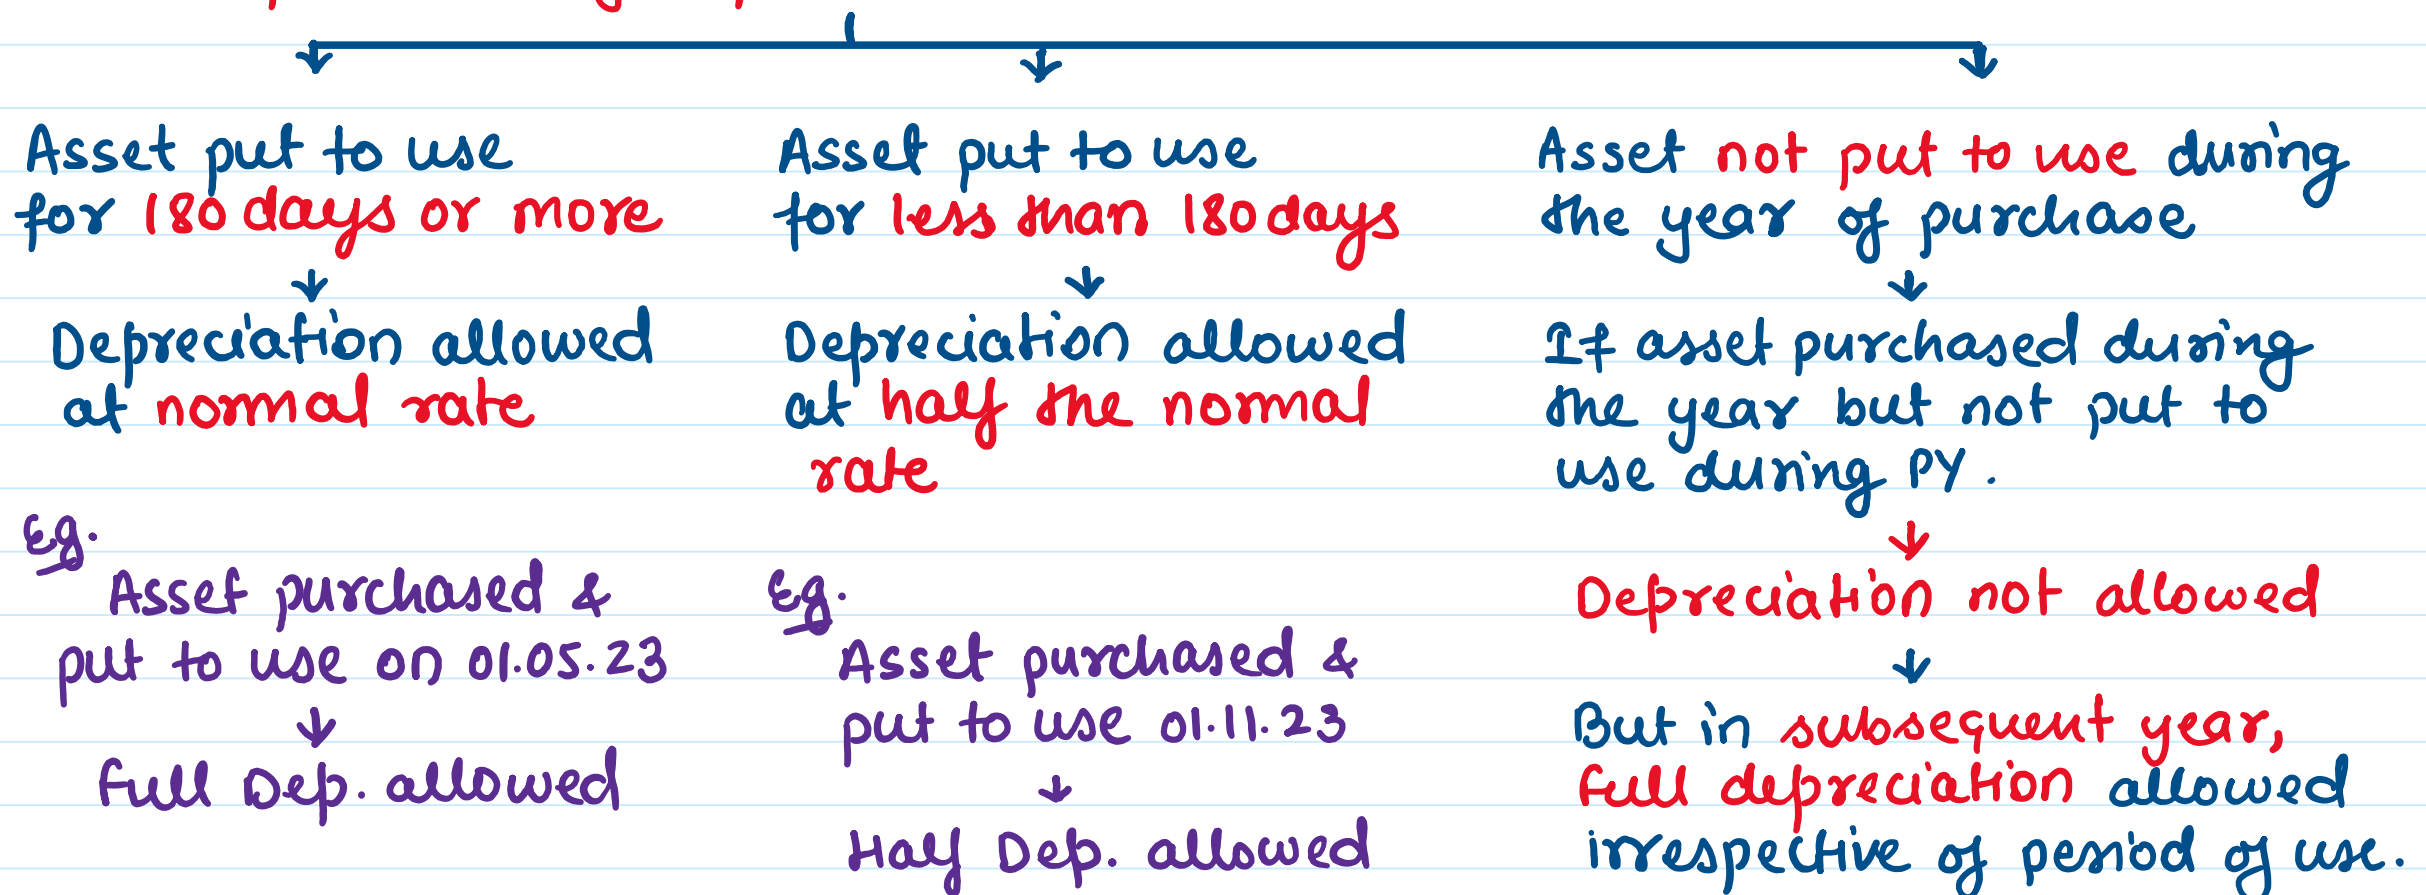 Asset put to use
for 180 days or more
Depreciation allowed
at normal rate
Eg.
Asset purchased &
put to use on 01.05.23
Full Dep. allowed
Asset put to use
for less than 180 days
Depreciation allowed
at half the normal
rate
Eg.
Asset purchased &
put to use 01.11.23
Half Dep. allowed
Asset not put to use during
the year of purchase
If asset purchased during
the year but not put to
use during PY.
Depreciation not allowed
But in subsequent year,
full depreciation allowed
irrespective of period of use.